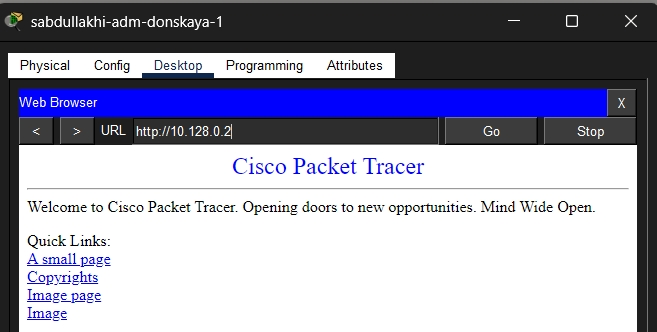 sabdullakhi-adm-donskaya-1
Physical Config Desktop Programming Attributes
Web Browser X
< > URL http://10.128.0.2 Go Stop
Cisco Packet Tracer
Welcome to Cisco Packet Tracer. Opening doors to new opportunities. Mind Wide Open.
Quick Links:
A small page
Copyrights
Image page
Image